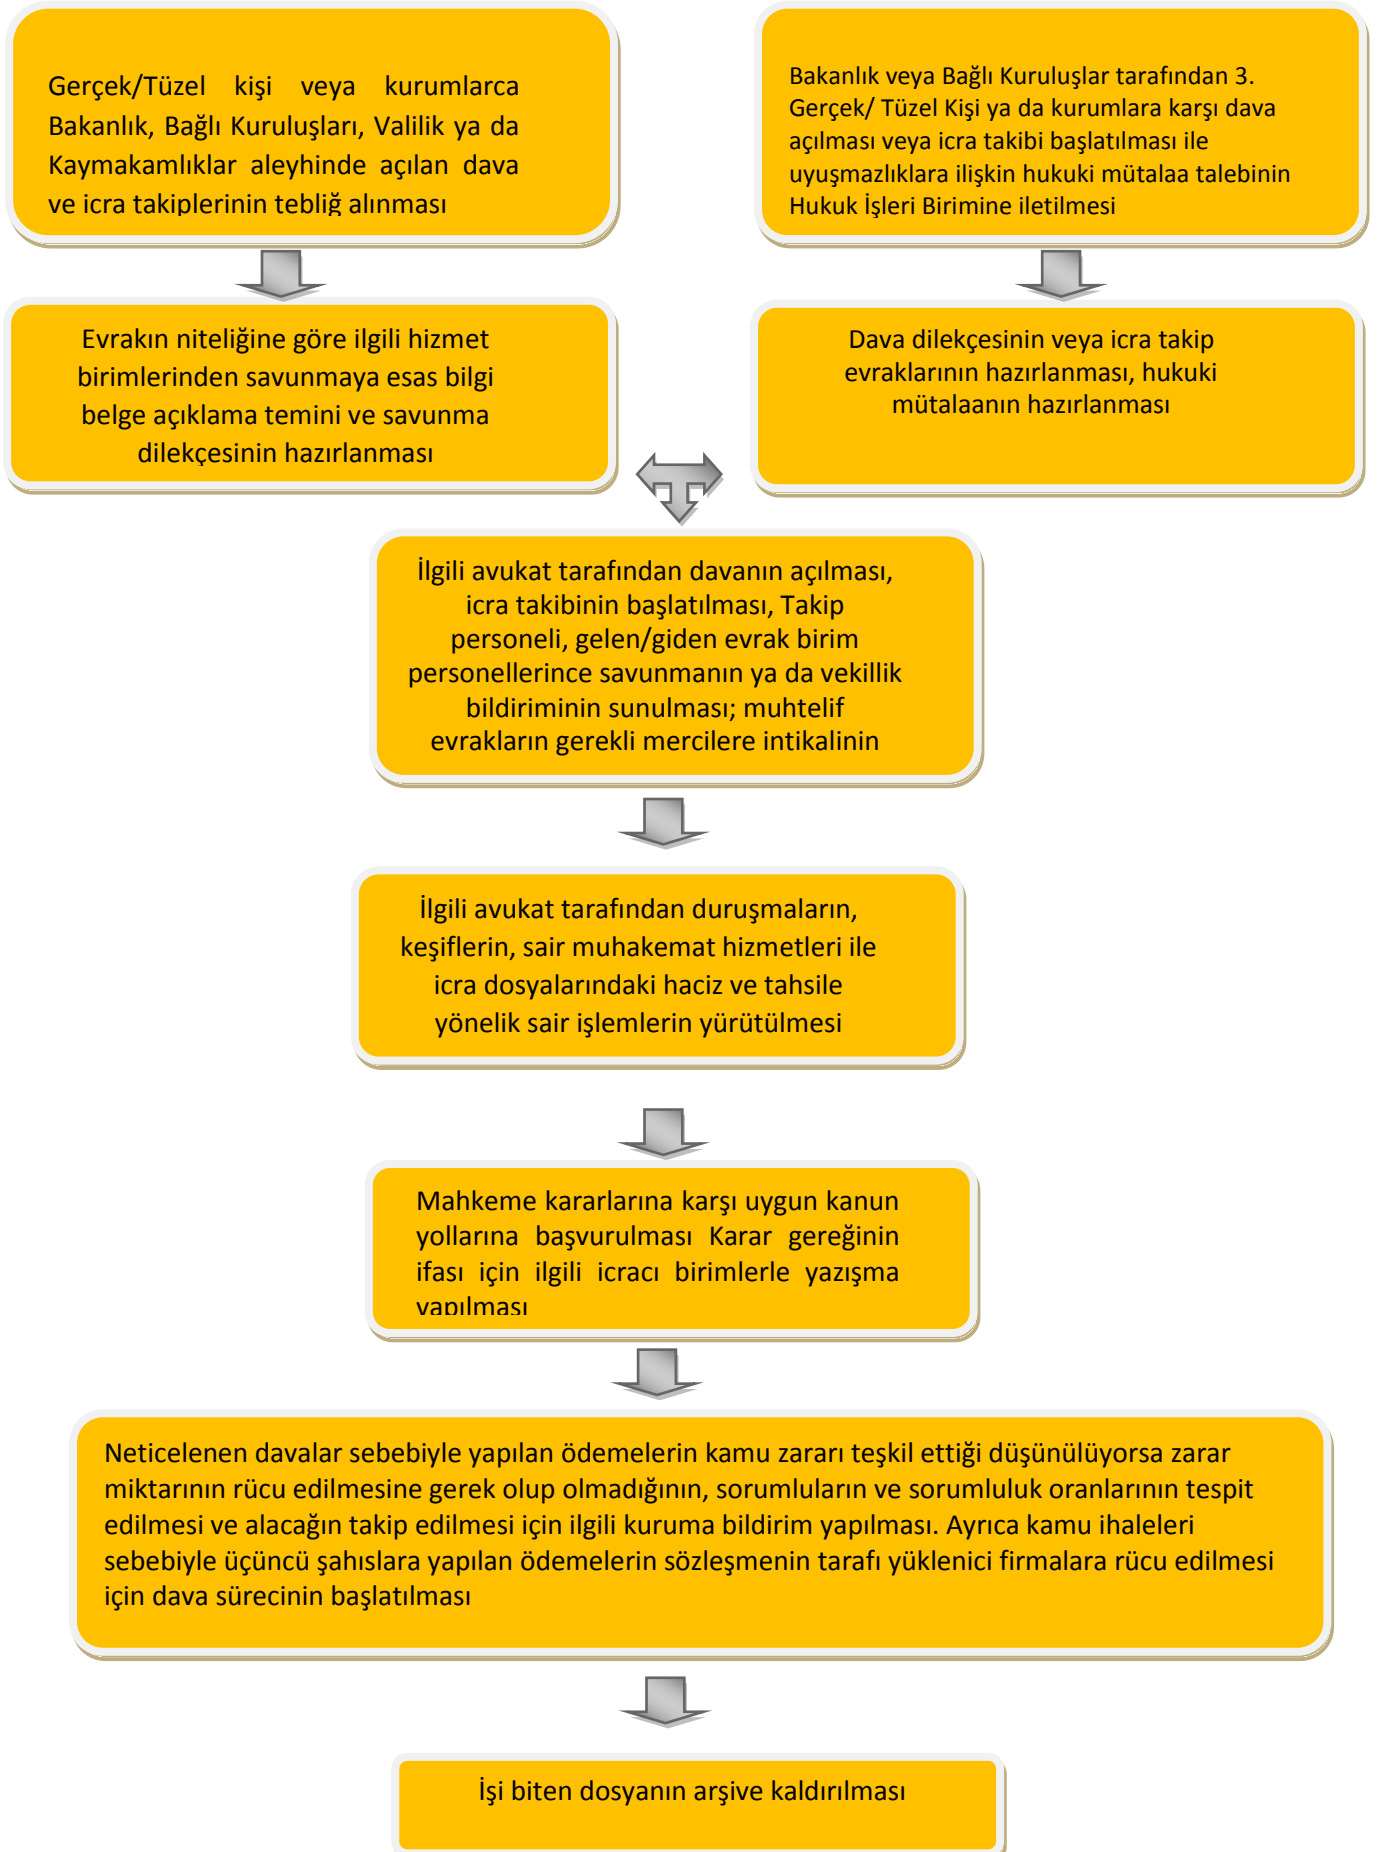 Gerçek/Tüzel kişi veya kurumlarca
Bakanlık, Bağlı Kuruluşları, Valilik ya da
Kaymakamlıklar aleyhinde açılan dava
ve icra takiplerinin tebliğ alınması
Bakanlık veya Bağlı Kuruluşlar tarafından 3.
Gerçek/ Tüzel Kişi ya da kurumlara karşı dava
açılması veya icra takibi başlatılması ile
uyuşmazlıklara ilişkin hukuki mütalaa talebinin
Hukuk İşleri Birimine iletilmesi
Evrakın niteliğine göre ilgili hizmet
birimlerinden savunmaya esas bilgi
belge açıklama temini ve savunma
dilekçesinin hazırlanması
Dava dilekçesinin veya icra takip
evraklarının hazırlanması, hukuki
mütalaanın hazırlanması
İlgili avukat tarafından davanın açılması,
icra takibinin başlatılması, Takip
personeli, gelen/giden evrak birim
personellerince savunmanın ya da vekillik
bildiriminin sunulması; muhtelif
evrakların gerekli mercilere intikalinin
İlgili avukat tarafından duruşmaların,
keşiflerin, sair muhakemat hizmetleri ile
icra dosyalarındaki haciz ve tahsile
yönelik sair işlemlerin yürütülmesi
Mahkeme kararlarına karşı uygun kanun
yollarına başvurulması Karar gereğinin
ifası için ilgili icracı birimlerle yazışma
yapılması
Neticelenen davalar sebebiyle yapılan ödemelerin kamu zararı teşkil ettiği düşünülüyorsa zarar
miktarının rücu edilmesine gerek olup olmadığının, sorumluların ve sorumluluk oranlarının tespit
edilmesi ve alacağın takip edilmesi için ilgili kuruma bildirim yapılması. Ayrıca kamu ihaleleri
sebebiyle üçüncü şahıslara yapılan ödemelerin sözleşmenin tarafı yüklenici firmalara rücu edilmesi
için dava sürecinin başlatılması
İşi biten dosyanın arşive kaldırılması